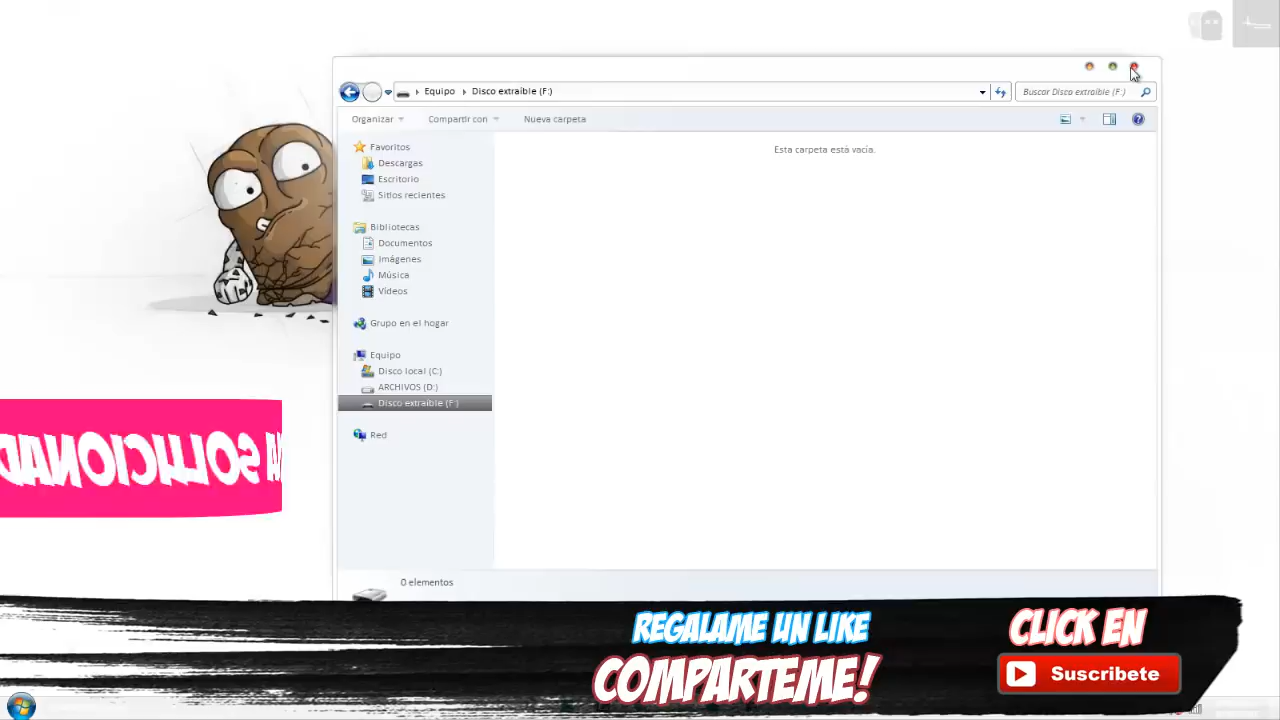 Equipo
Disco extraíble (F:)
Buscar Disco extraíble (F:)
Organizar
Compartir con
Nueva carpeta
Favoritos
Descargas
Escritorio
Sitios recientes
Bibliotecas
Documentos
Imágenes
Música
Vídeos
Grupo en el hogar
Equipo
Disco local (C:)
ARCHIVOS (D:)
Disco extraíble (F:)
Red
Esta carpeta está vacía.
0 elementos
SOLUCIONAD
REGALAME UN LIKE
COMPARTEME!
CLICK EN
Suscribete